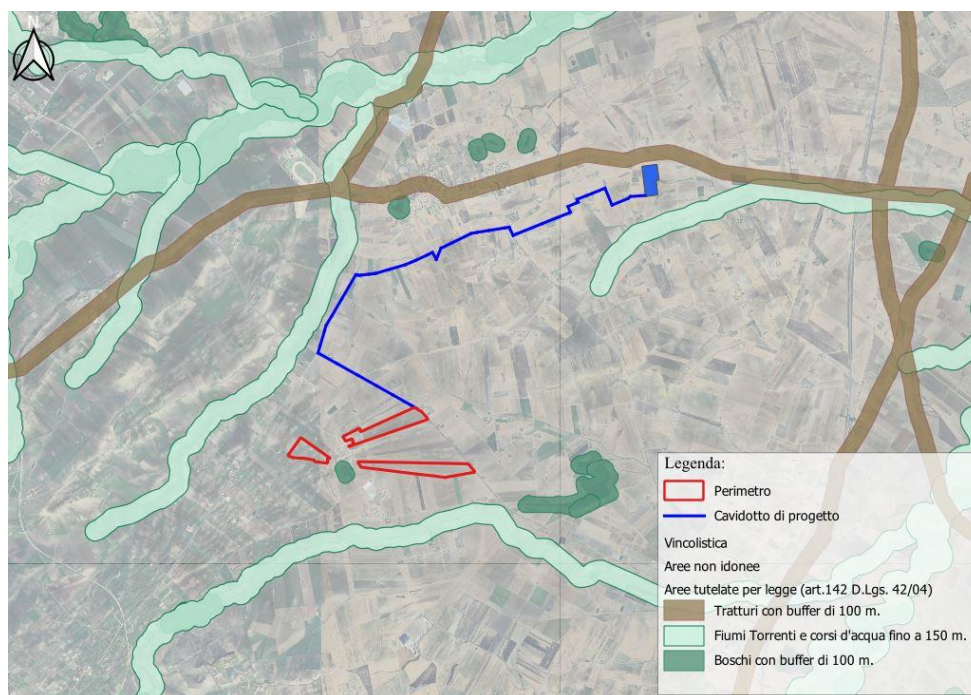 N
Legenda:
Perimetro
Cavidotto di progetto
Vincolistica
Aree non idonee
Aree tutelate per legge (art.142 D.Lgs. 42/04)
Tratturi con buffer di 100 m.
Fiumi Torrenti e corsi d'acqua fino a 150 m.
Boschi con buffer di 100 m.